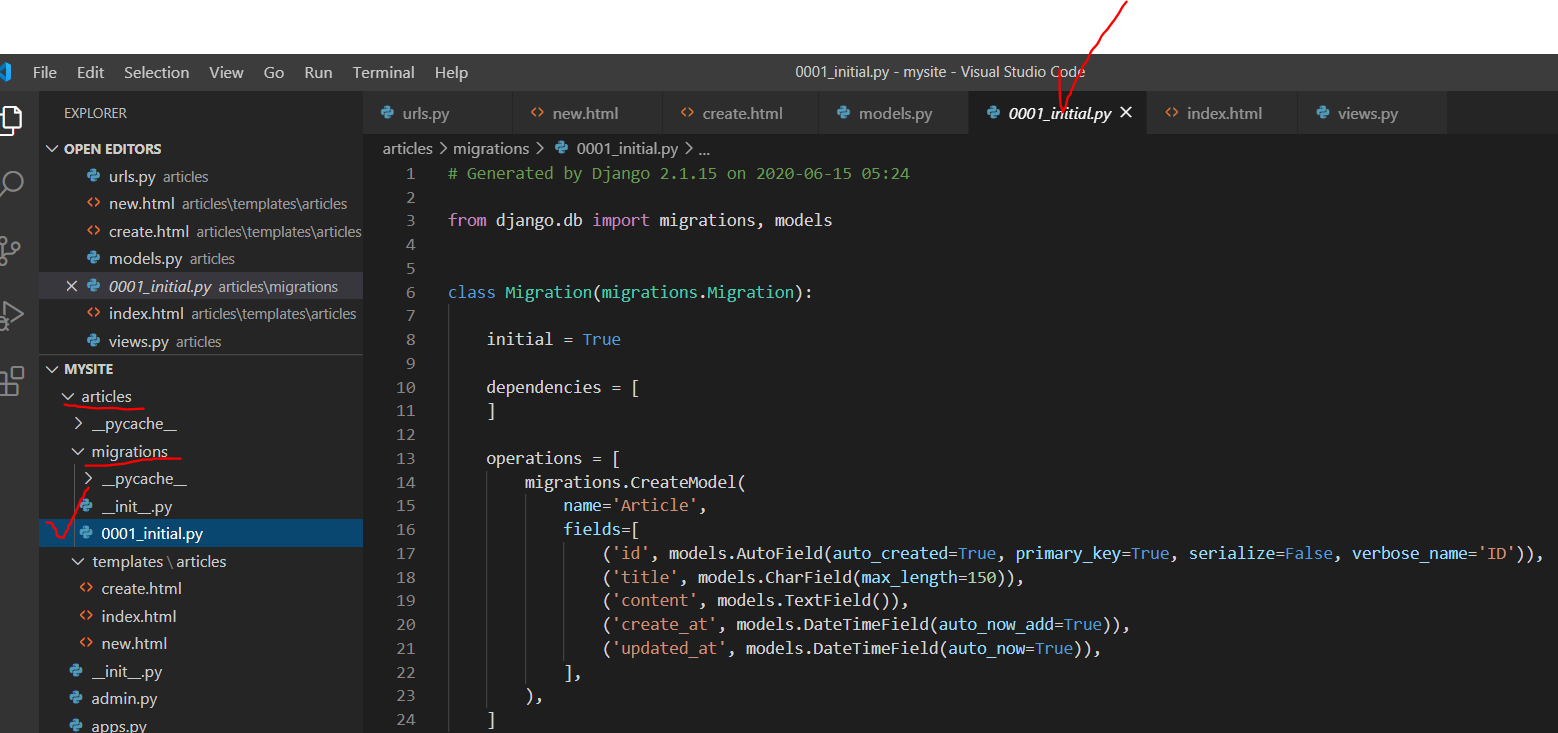 File Edit Selection View Go Run Terminal Help 0001_initial.py - mysite - Visual Studio Code
EXPLORER
OPEN EDITORS
urls.py articles
new.html articles\templates\articles
create.html articles\templates\articles
models.py articles
0001_initial.py articles\migrations
index.html articles\templates\articles
views.py articles
MYSITE
articles
__pycache__
migrations
__pycache__
__init__.py
0001_initial.py
templates \ articles
create.html
index.html
new.html
__init__.py
admin.py
apps.py
urls.py new.html create.html models.py 0001_initial.py index.html views.py
articles > migrations > 0001_initial.py > ...
1 # Generated by Django 2.1.15 on 2020-06-15 05:24
2
3 from django.db import migrations, models
4
5
6 class Migration(migrations.Migration):
7
8 initial = True
9
10 dependencies = [
11 ]
12
13 operations = [
14 migrations.CreateModel(
15 name='Article',
16 fields=[
17 ('id', models.AutoField(auto_created=True, primary_key=True, serialize=False, verbose_name='ID')),
18 ('title', models.CharField(max_length=150)),
19 ('content', models.TextField()),
20 ('create_at', models.DateTimeField(auto_now_add=True)),
21 ('updated_at', models.DateTimeField(auto_now=True)),
22 ],
23 ),
24 ]